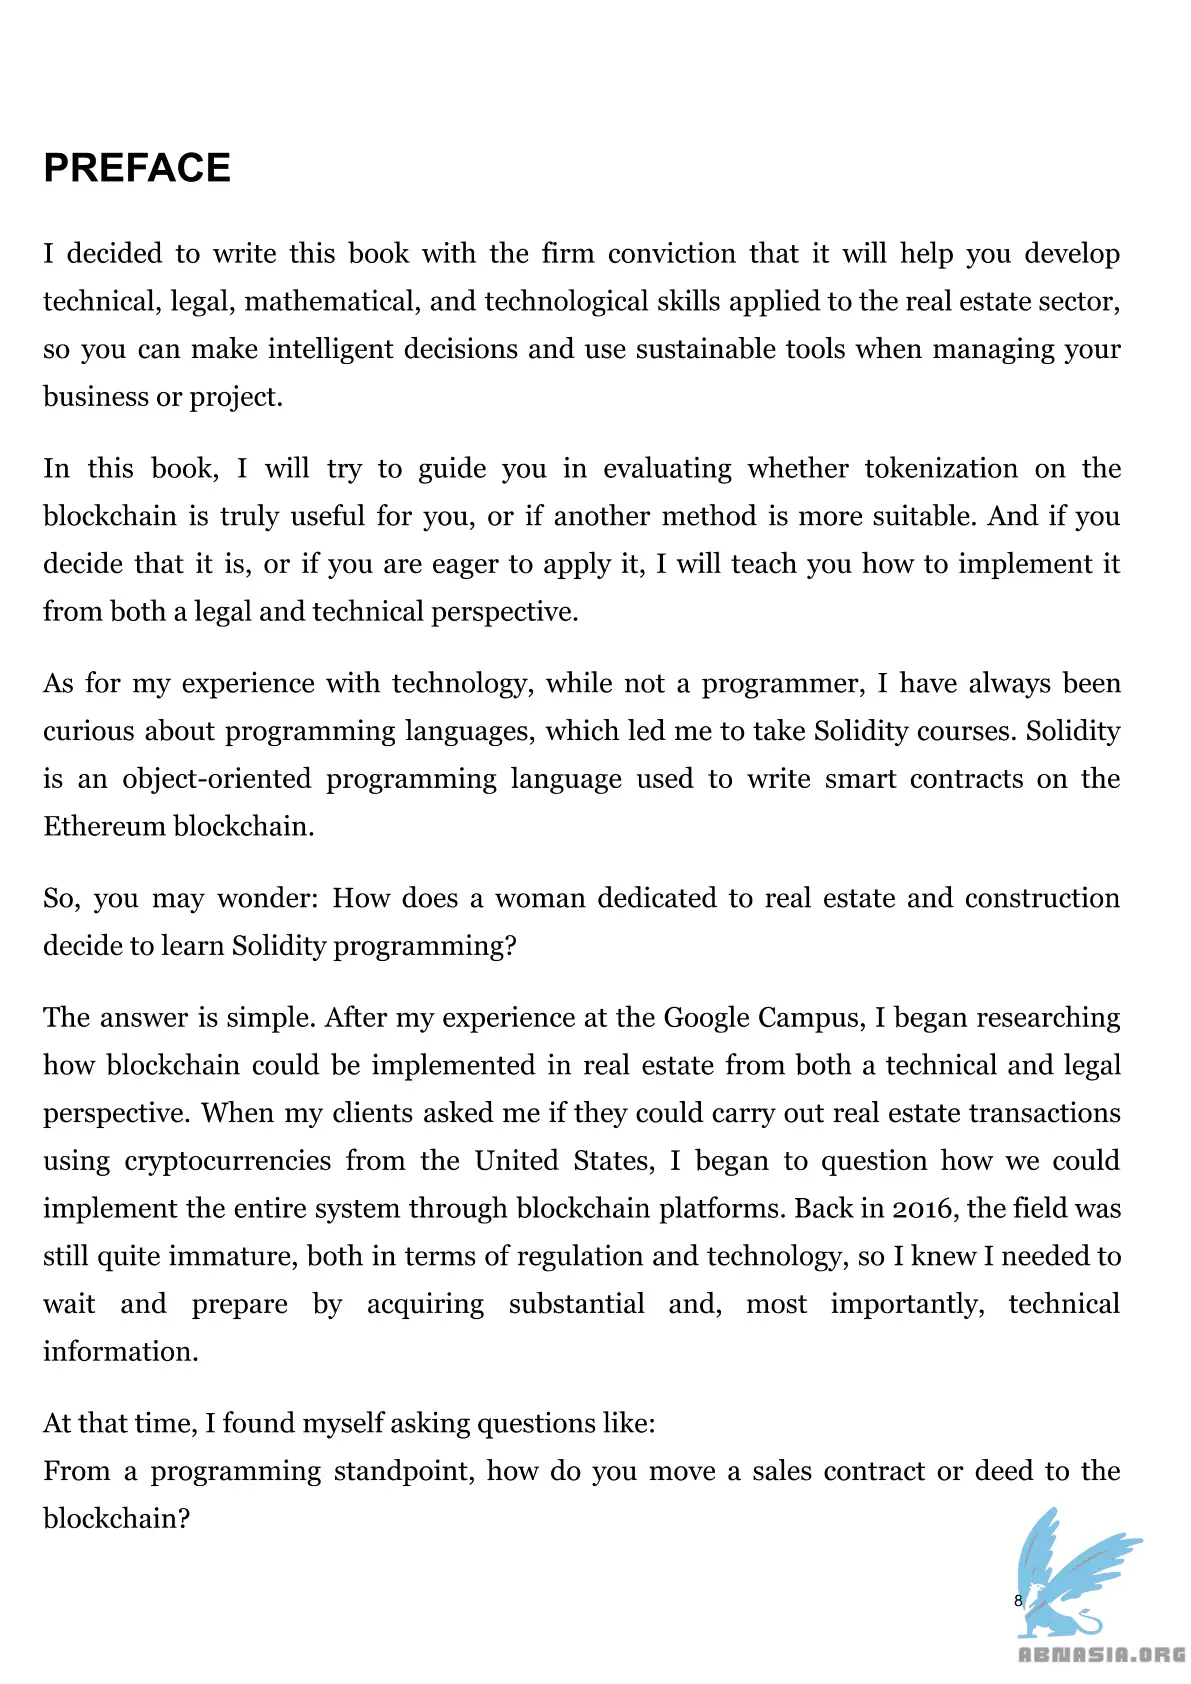 PREFACE
I decided to write this book with the firm conviction that it will help you develop
technical, legal, mathematical, and technological skills applied to the real estate sector,
so you can make intelligent decisions and use sustainable tools when managing your
business or project.
In this book, I will try to guide you in evaluating whether tokenization on the
blockchain is truly useful for you, or if another method is more suitable. And if you
decide that it is, or if you are eager to apply it, I will teach you how to implement it
from both a legal and technical perspective.
As for my experience with technology, while not a programmer, I have always been
curious about programming languages, which led me to take Solidity courses. Solidity
is an object-oriented programming language used to write smart contracts on the
Ethereum blockchain.
So, you may wonder: How does a woman dedicated to real estate and construction
decide to learn Solidity programming?
The answer is simple. After my experience at the Google Campus, I began researching
how blockchain could be implemented in real estate from both a technical and legal
perspective. When my clients asked me if they could carry out real estate transactions
using cryptocurrencies from the United States, I began to question how we could
implement the entire system through blockchain platforms. Back in 2016, the field was
still quite immature, both in terms of regulation and technology, so I knew I needed to
wait and prepare by acquiring substantial and, most importantly, technical
information.
At that time, I found myself asking questions like:
From a programming standpoint, how do you move a sales contract or deed to the
blockchain?
8
ABNASIA.ORG